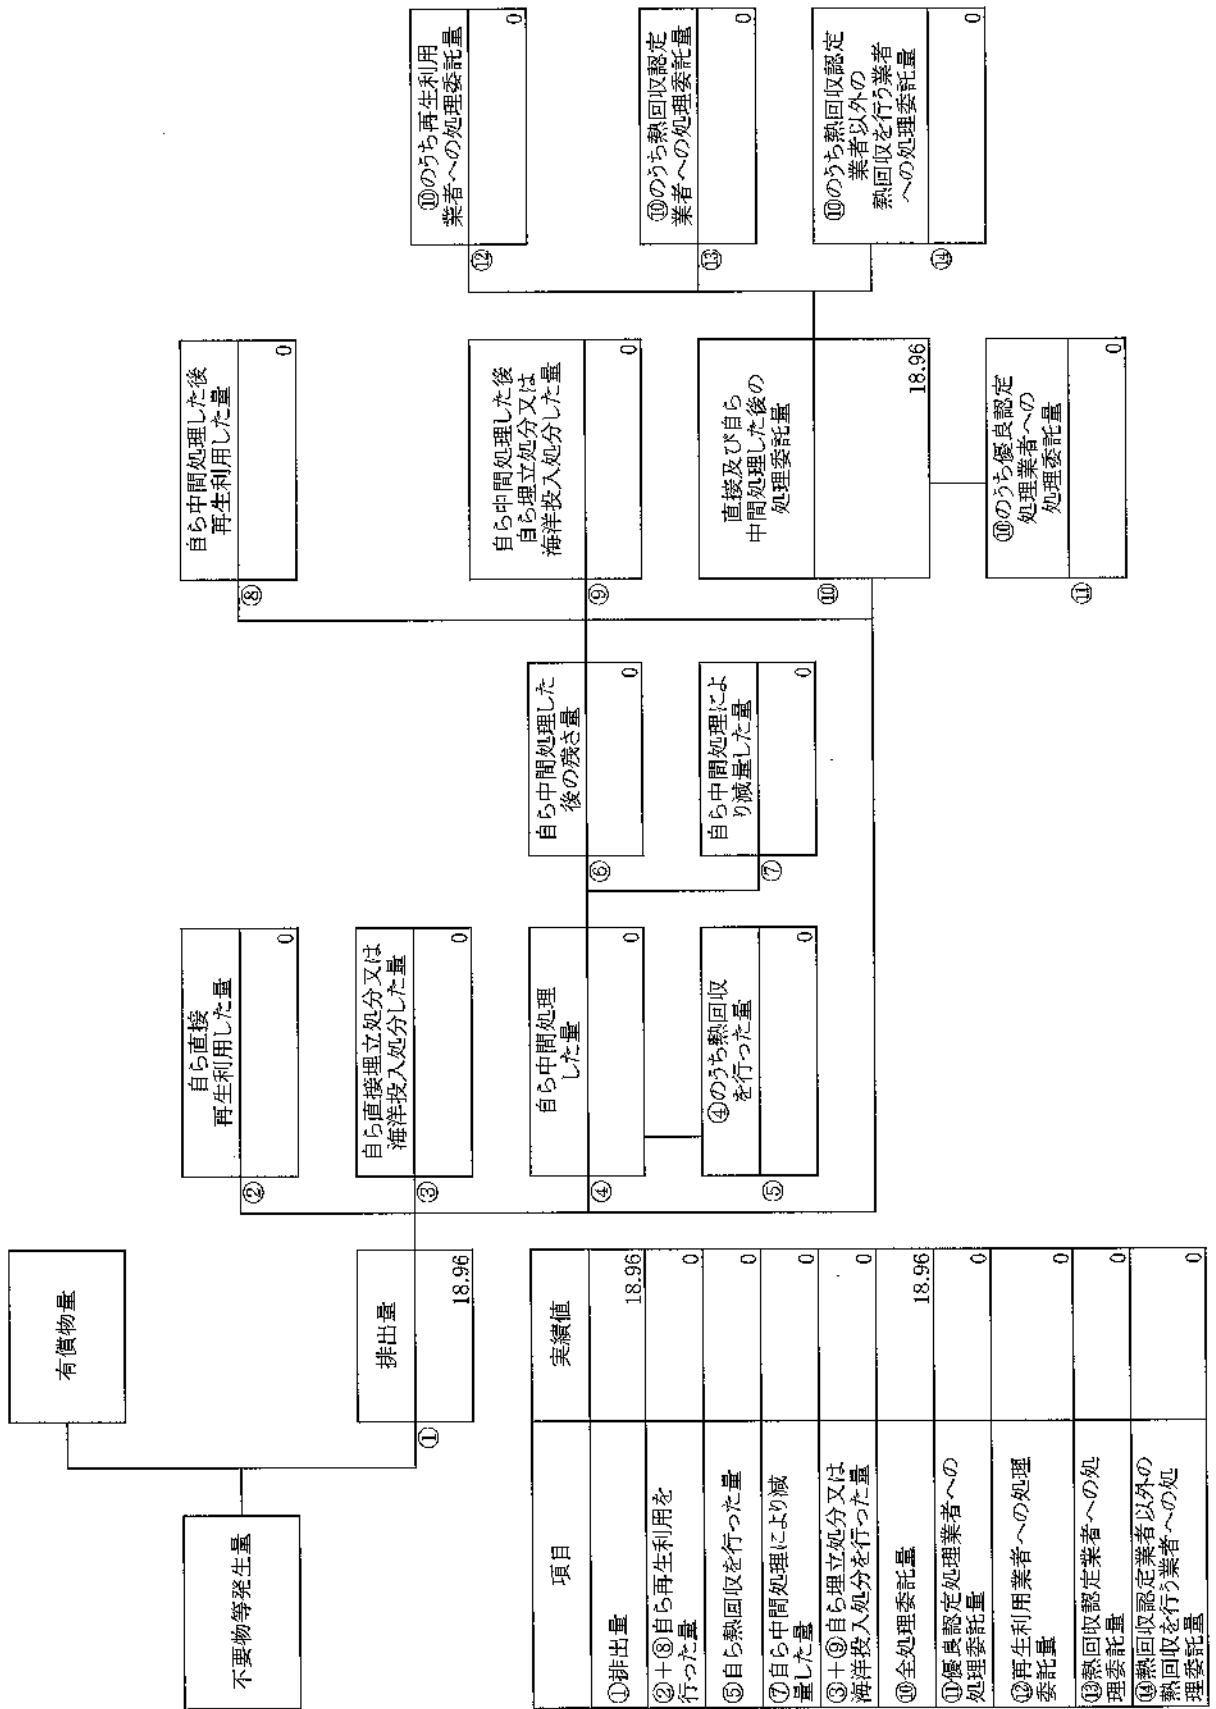 不要物等発生量
有償物量
①
排出量
18.96
②
自ら直接
再生利用した量
0
③
自ら直接埋立処分又は
海洋投入処分した量
0
④
自ら中間処理
した量
0
⑤
④のうち熱回収
を行った量
0
⑥
自ら中間処理した
後の残さ量
0
⑦
自ら中間処理によ
り減量した量
0
⑧
自ら中間処理した後
再生利用した量
0
⑨
自ら中間処理した後
自ら埋立処分又は
海洋投入処分した量
0
⑩
直接及び自ら
中間処理した後の
処理委託量
18.96
⑪
⑩のうち優良認定
処理業者への
処理委託量
0
⑫
⑩のうち再生利用
業者への処理委託量
0
⑬
⑩のうち熱回収認定
業者への処理委託量
0
⑭
⑩のうち熱回収認定
業者以外の
熱回収を行う業者
への処理委託量
0
項目
実績値
①排出量
18.96
②+⑧自ら再生利用を
行った量
0
⑤自ら熱回収を行った量
0
⑦自ら中間処理により減
量した量
0
③+⑨自ら埋立処分又は
海洋投入処分を行った量
0
⑩全処理委託量
18.96
⑪優良認定処理業者への
処理委託量
0
⑫再生利用業者への処理
委託量
0
⑬熱回収認定業者への処
理委託量
0
⑭熱回収認定業者以外の
熱回収を行う業者への処
理委託量
0